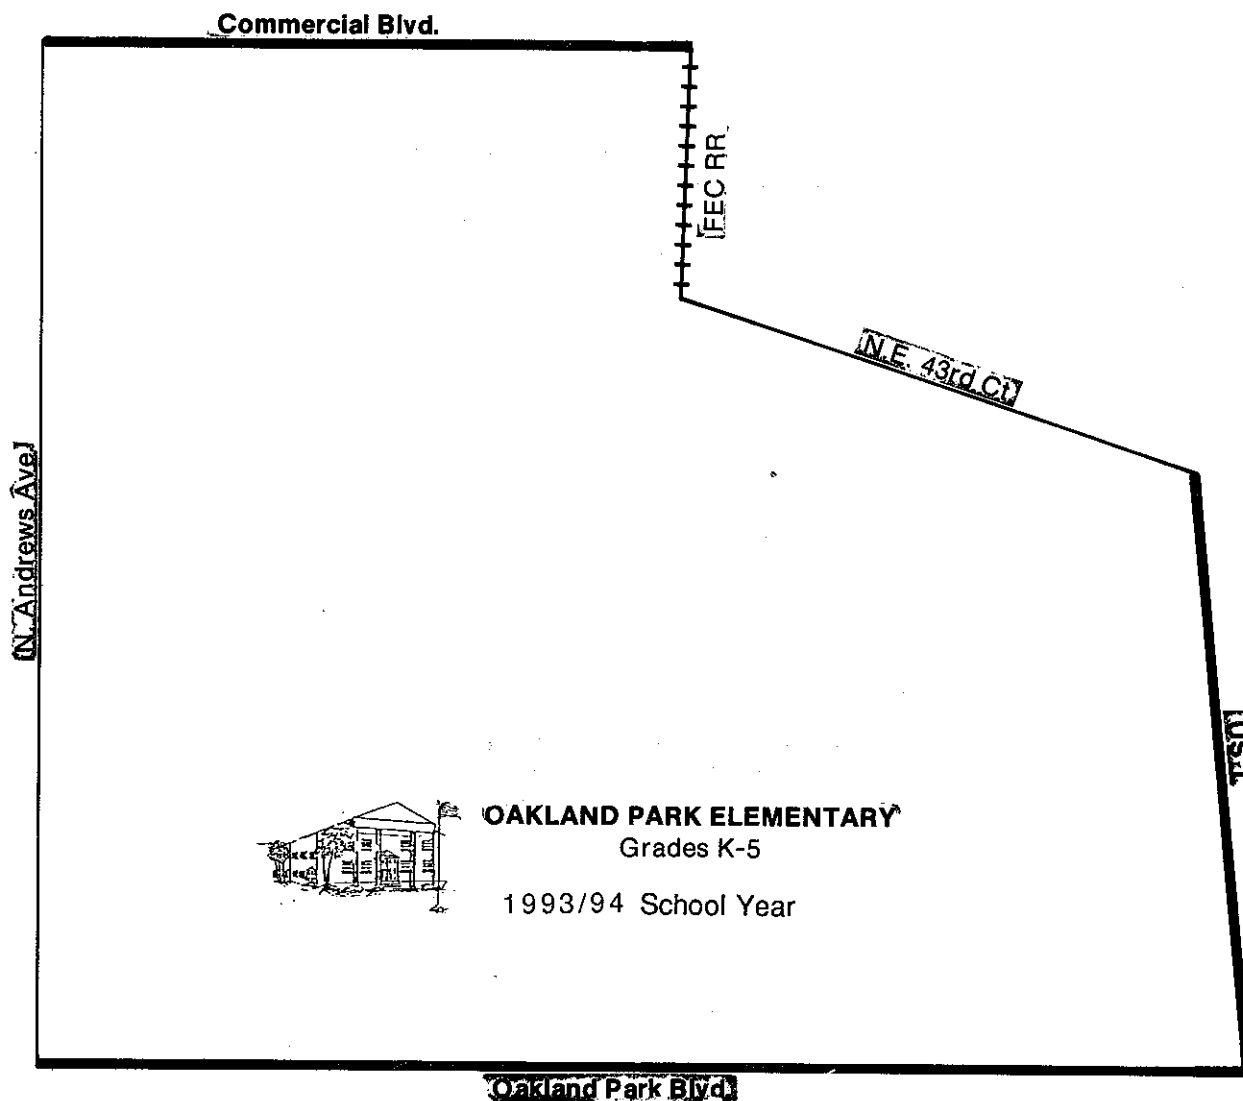 Commercial Blvd.
FEC RR
N.E. 43rd Ct.
N. Andrews Ave
US1
OAKLAND PARK ELEMENTARY
Grades K-5
1993/94 School Year
Oakland Park Blvd.